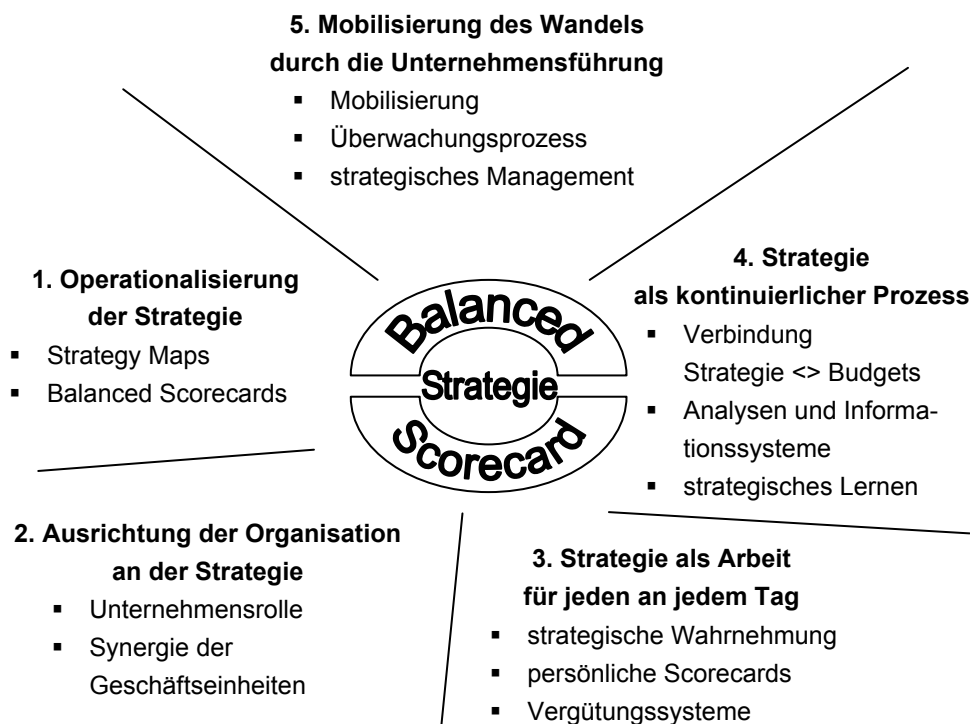 5. Mobilisierung des Wandels
durch die Unternehmensführung
▪ Mobilisierung
▪ Überwachungsprozess
▪ strategisches Management
1. Operationalisierung
der Strategie
▪ Strategy Maps
▪ Balanced Scorecards
Balanced
Strategie
Scorecard
4. Strategie
als kontinuierlicher Prozess
▪ Verbindung
Strategie <> Budgets
▪ Analysen und Informa-
tionssysteme
▪ strategisches Lernen
2. Ausrichtung der Organisation
an der Strategie
▪ Unternehmensrolle
▪ Synergie der
Geschäftseinheiten
3. Strategie als Arbeit
für jeden an jedem Tag
▪ strategische Wahrnehmung
▪ persönliche Scorecards
▪ Vergütungssysteme